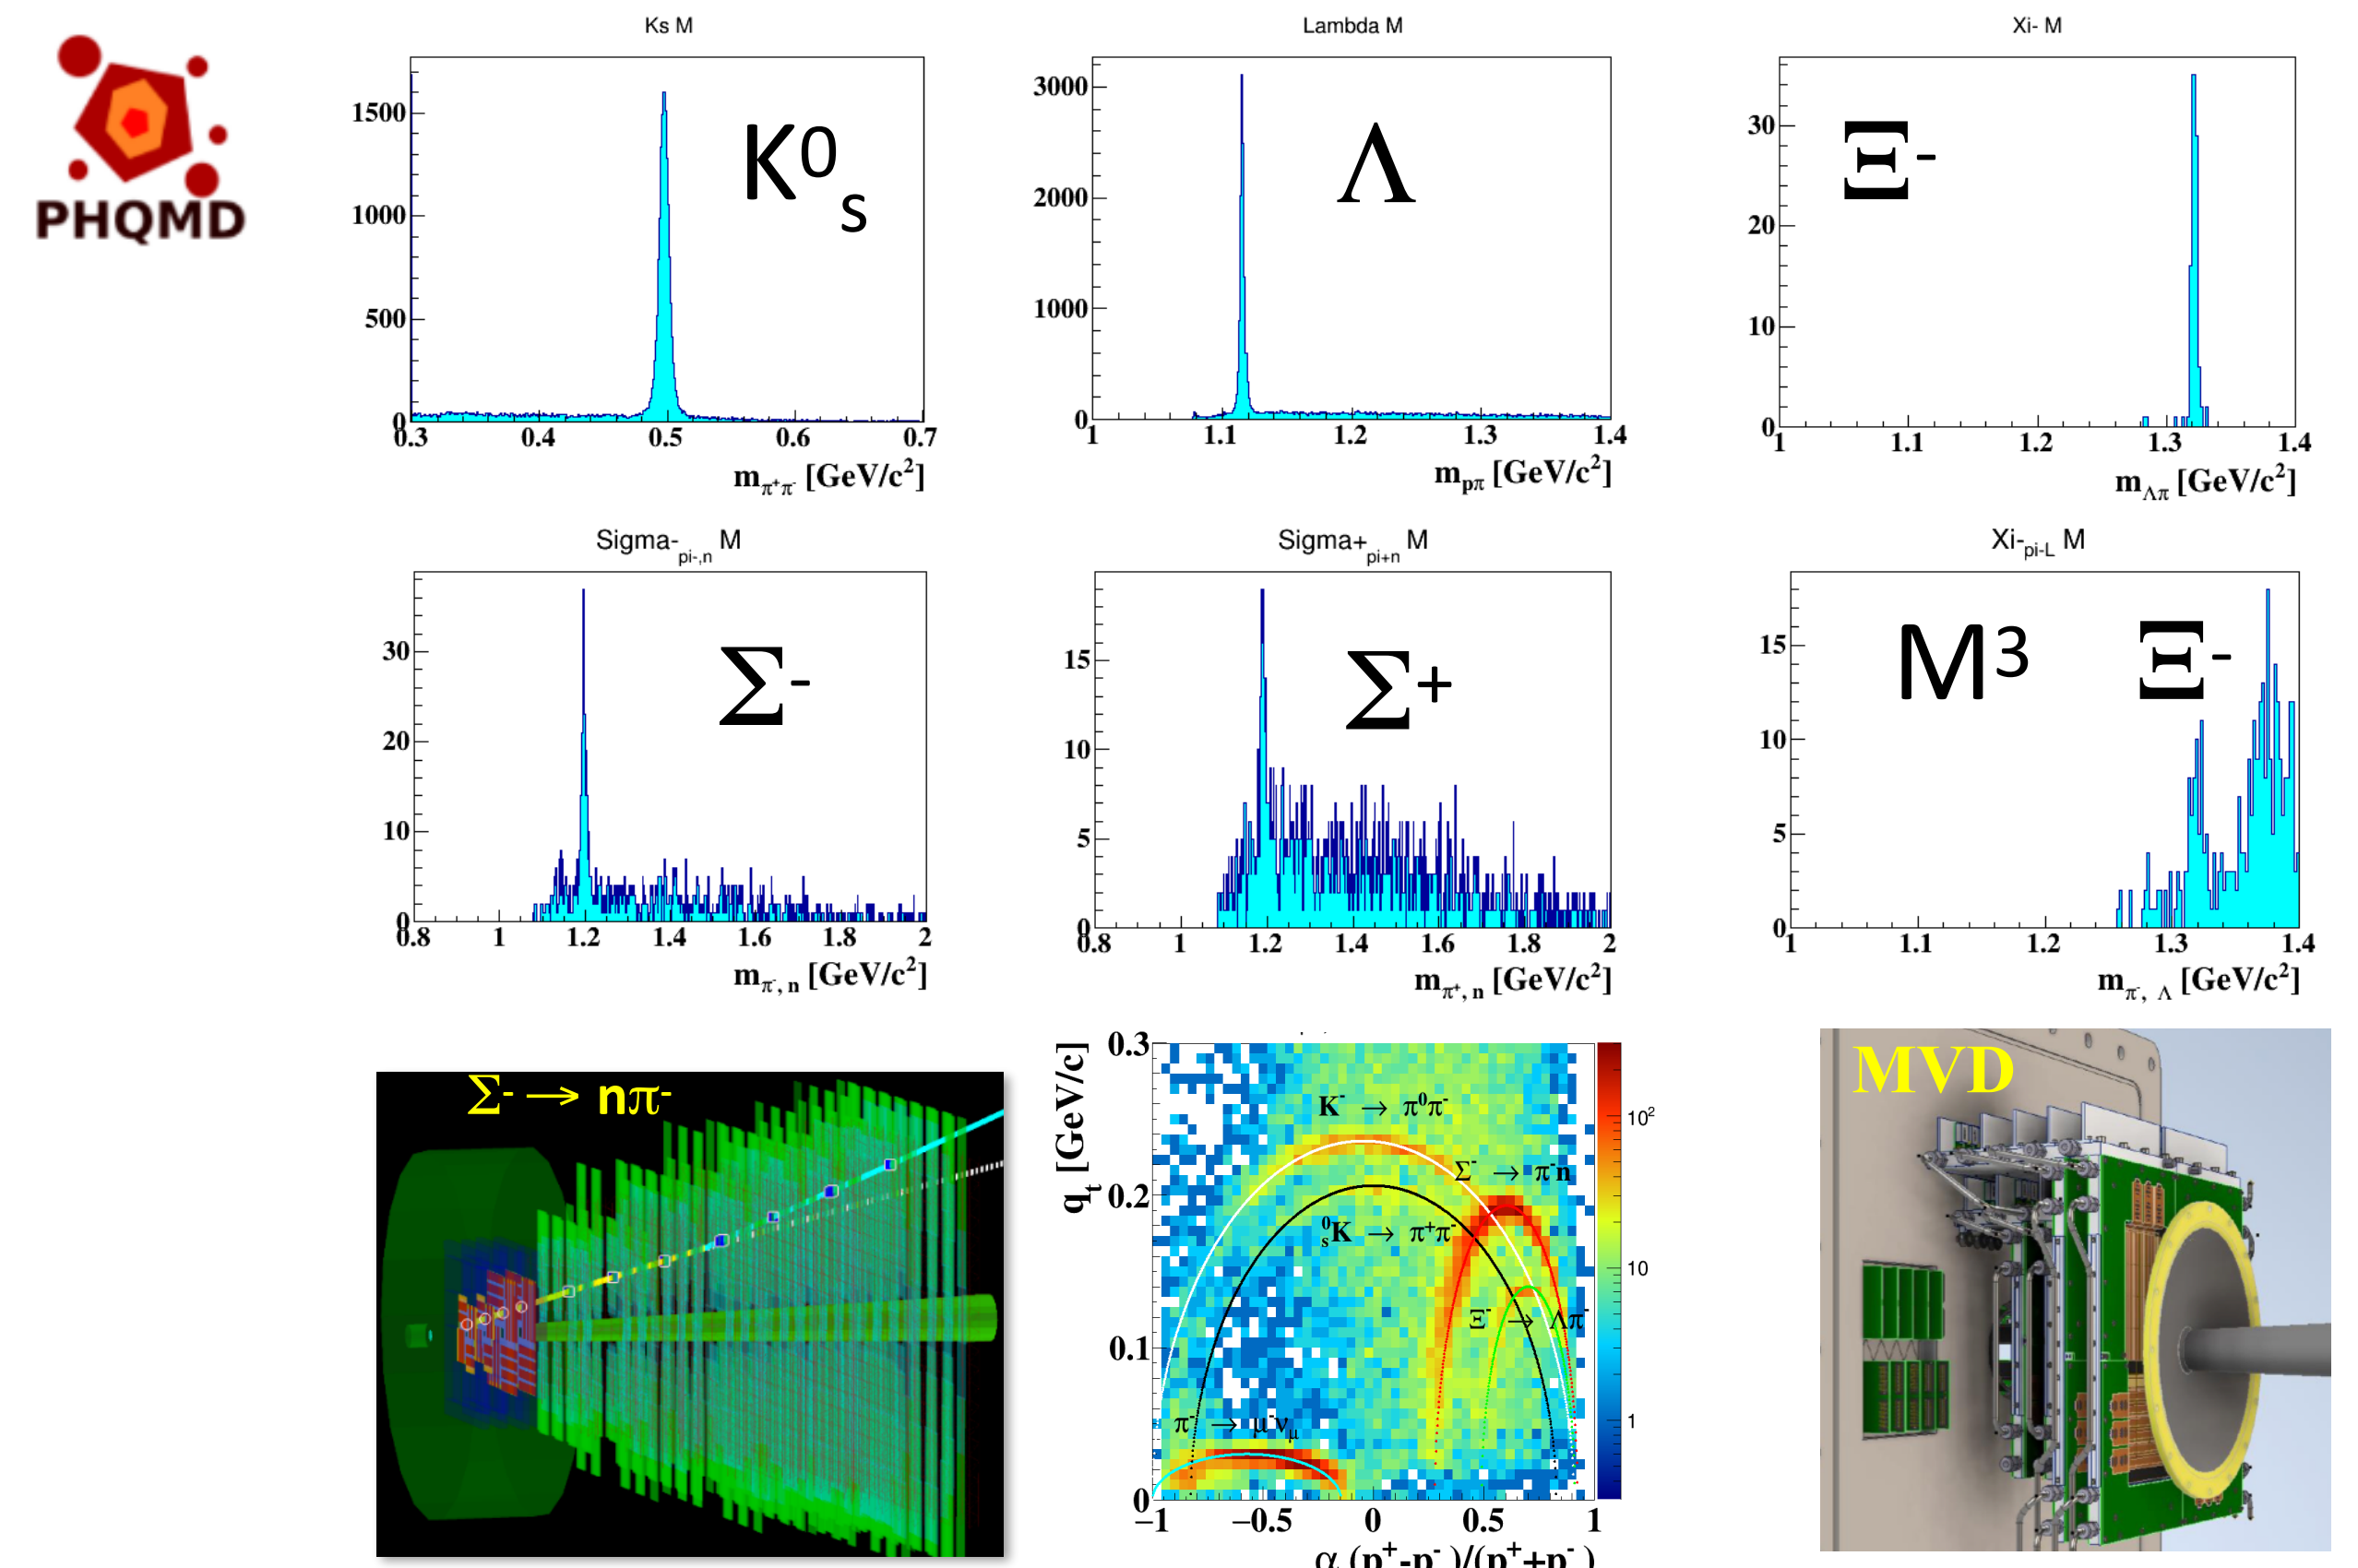 PHQMD
Ks M
1500
1000
500
0
0.3 0.4 0.5 0.6 0.7
K⁰ₛ
m_π⁺π⁻ [GeV/c²]
Lambda M
3000
2000
1000
0
1 1.1 1.2 1.3 1.4
Λ
m_pπ [GeV/c²]
Xi- M
30
20
10
0
1 1.1 1.2 1.3 1.4
Ξ⁻
m_Λπ [GeV/c²]
Sigma-_pi-,n M
30
20
10
0
0.8 1 1.2 1.4 1.6 1.8 2
Σ⁻
m_π⁻, n [GeV/c²]
Sigma+_pi+n M
15
10
5
0
0.8 1 1.2 1.4 1.6 1.8 2
Σ⁺
m_π⁺, n [GeV/c²]
Xi-_pi-L M
15
10
5
0
1 1.1 1.2 1.3 1.4
M³ Ξ⁻
m_π⁻, Λ [GeV/c²]
Σ⁻ → nπ⁻
q_t [GeV/c]
0.3
0.2
0.1
0
−1 −0.5 0 0.5 1
K⁻ → π⁰π⁻
Σ⁻ → π⁻n
⁰ₛK → π⁺π⁻
Ξ⁻ → Λπ⁻
π⁻ → μ⁻ν_μ
10²
10
1
α (p⁺-p⁻)/(p⁺+p⁻)
MVD